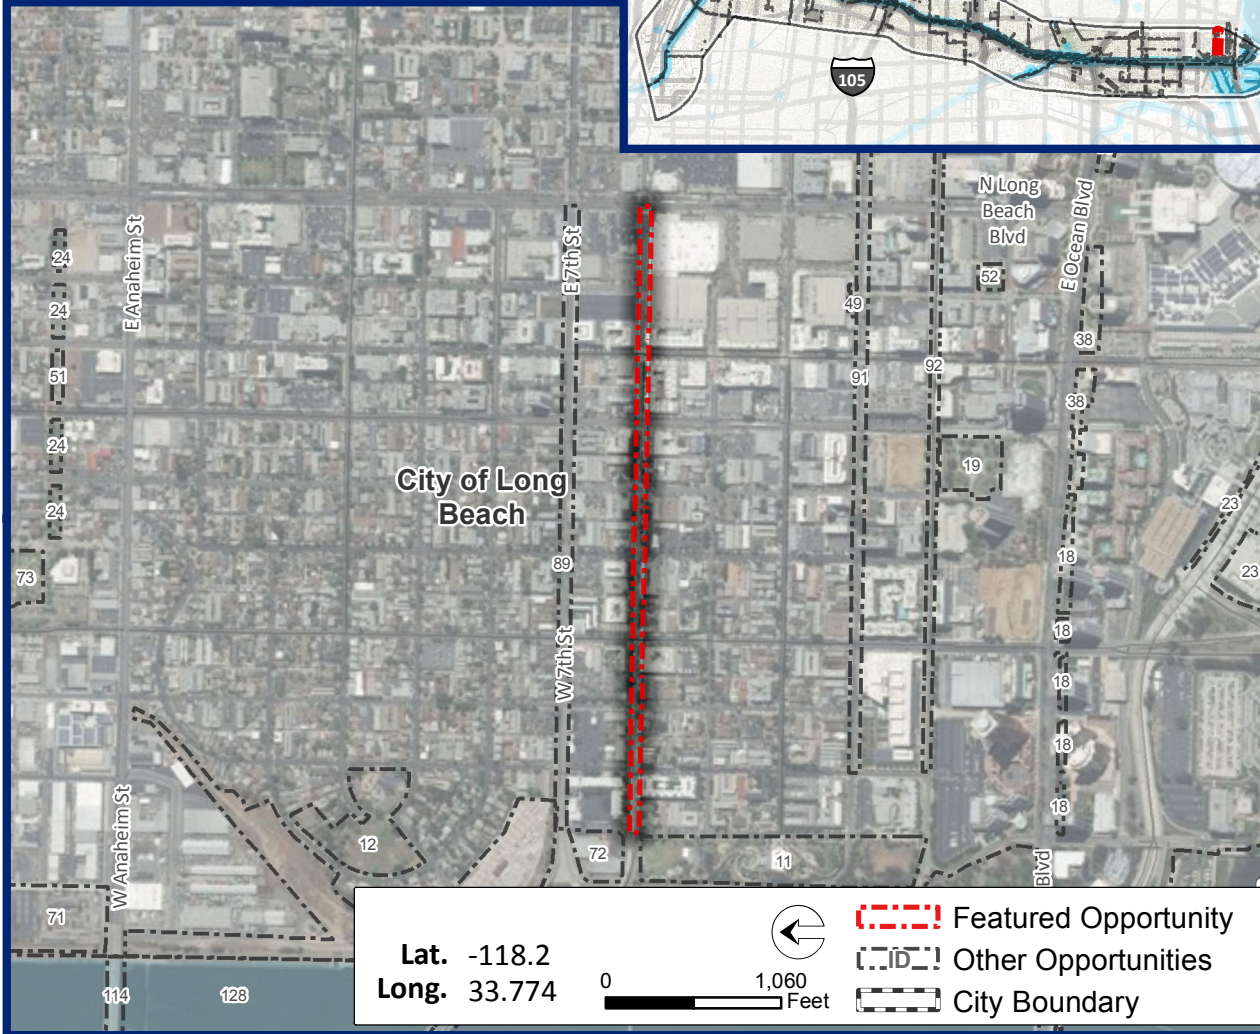 105
N Long
Beach
Blvd
E Ocean Blvd
E Anaheim St
E 7th St
24
24
51
24
24
73
52
49
38
38
91
92
19
City of Long
Beach
23
23
89
18
18
18
18
18
W 7th St
W Anaheim St
12
72
11
Blvd
71
114
128
Lat. -118.2
Long. 33.774
0 1,060
Feet
Featured Opportunity
ID Other Opportunities
City Boundary